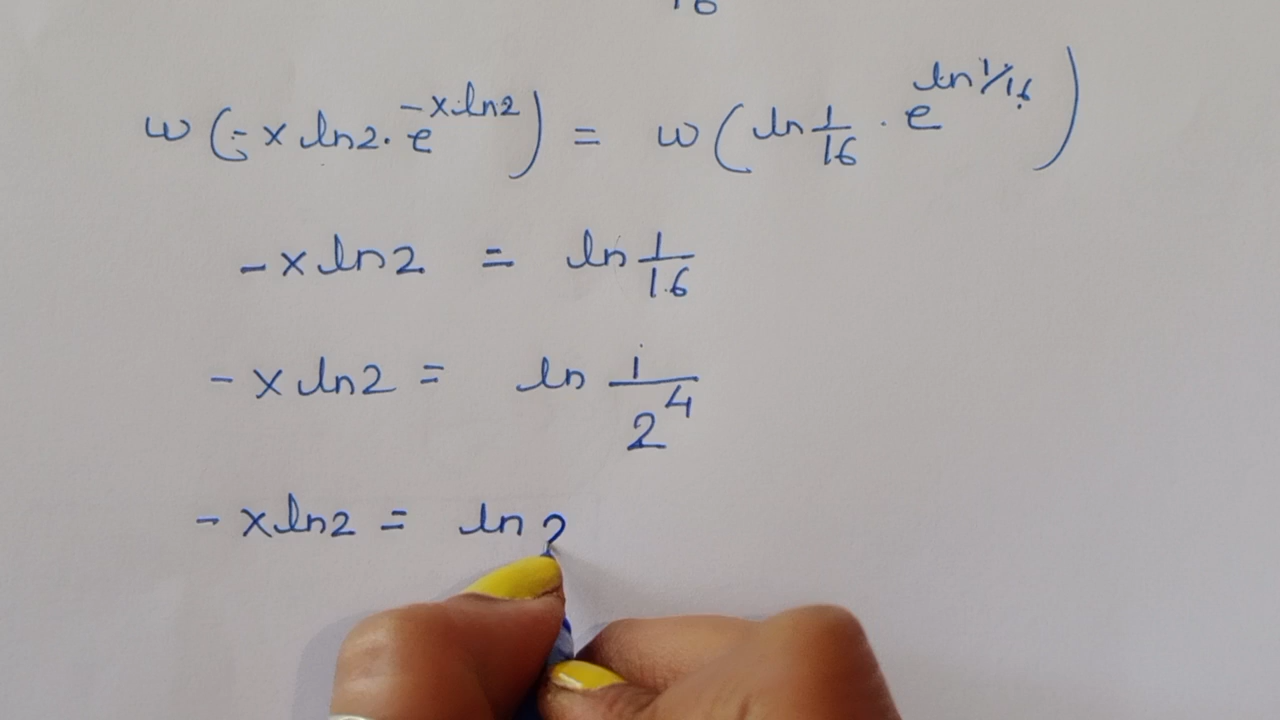 16
w(-x ln2 · e^{-x ln2}) = w(ln 1/16 · e^{ln 1/16})
-x ln2 = ln 1/16
-x ln2 = ln 1/2^4
-x ln2 = ln 2